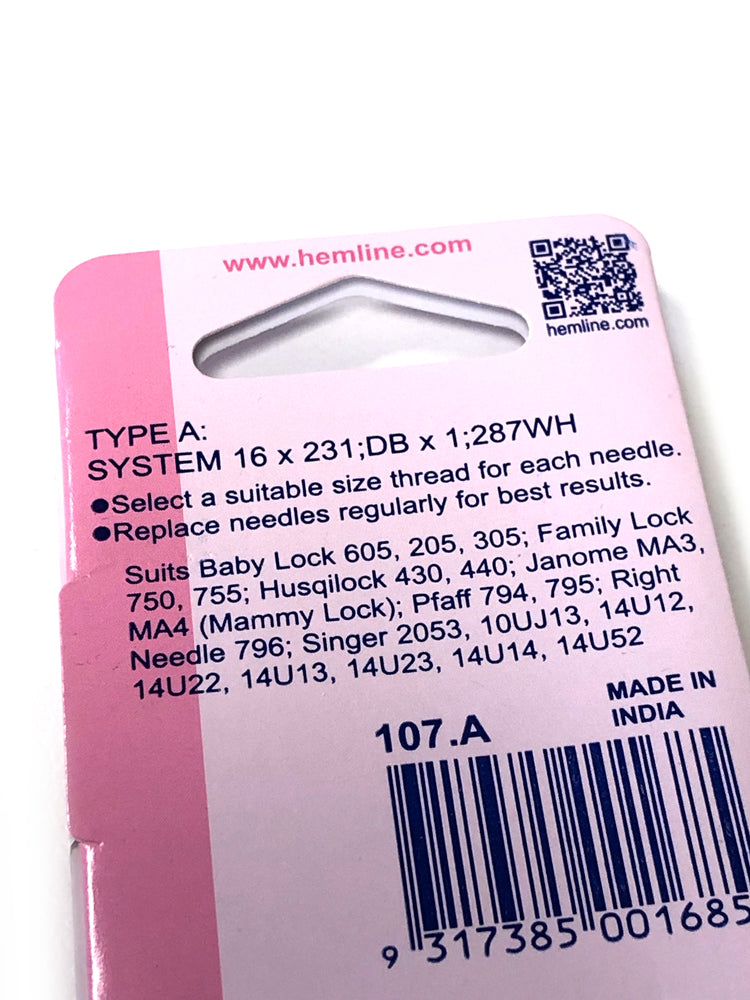 www.hemline.com
hemline.com
TYPE A:
SYSTEM 16 x 231;DB x 1;287WH
●Select a suitable size thread for each needle.
●Replace needles regularly for best results.
Suits Baby Lock 605, 205, 305; Family Lock
750, 755; Husqilock 430, 440; Janome MA3,
MA4 (Mammy Lock); Pfaff 794, 795; Right
Needle 796; Singer 2053, 10UJ13, 14U12,
14U22, 14U13, 14U23, 14U14, 14U52
MADE IN
INDIA
107.A
9 317385 001685